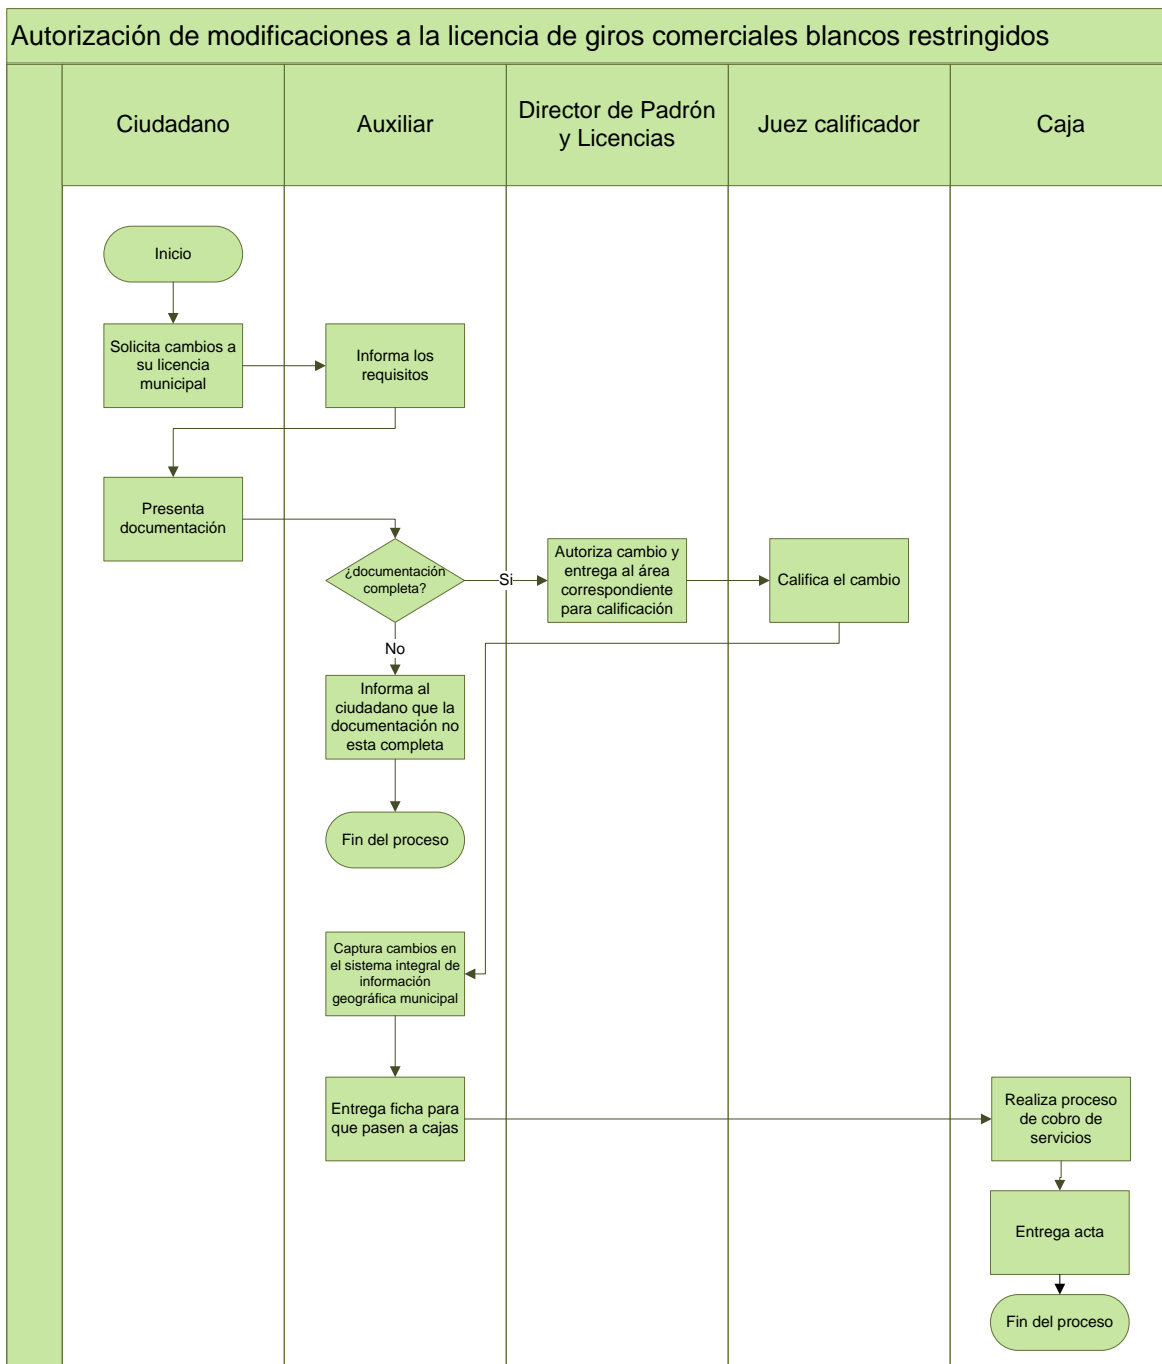 Autorización de modificaciones a la licencia de giros comerciales blancos restringidos
Ciudadano
Auxiliar
Director de Padrón
y Licencias
Juez calificador
Caja
Inicio
Solicita cambios a
su licencia
municipal
Informa los
requisitos
Presenta
documentación
¿documentación
completa?
Si
Autoriza cambio y
entrega al área
correspondiente
para calificación
Califica el cambio
No
Informa al
ciudadano que la
documentación no
esta completa
Fin del proceso
Captura cambios en
el sistema integral de
información
geográfica municipal
Entrega ficha para
que pasen a cajas
Realiza proceso
de cobro de
servicios
Entrega acta
Fin del proceso